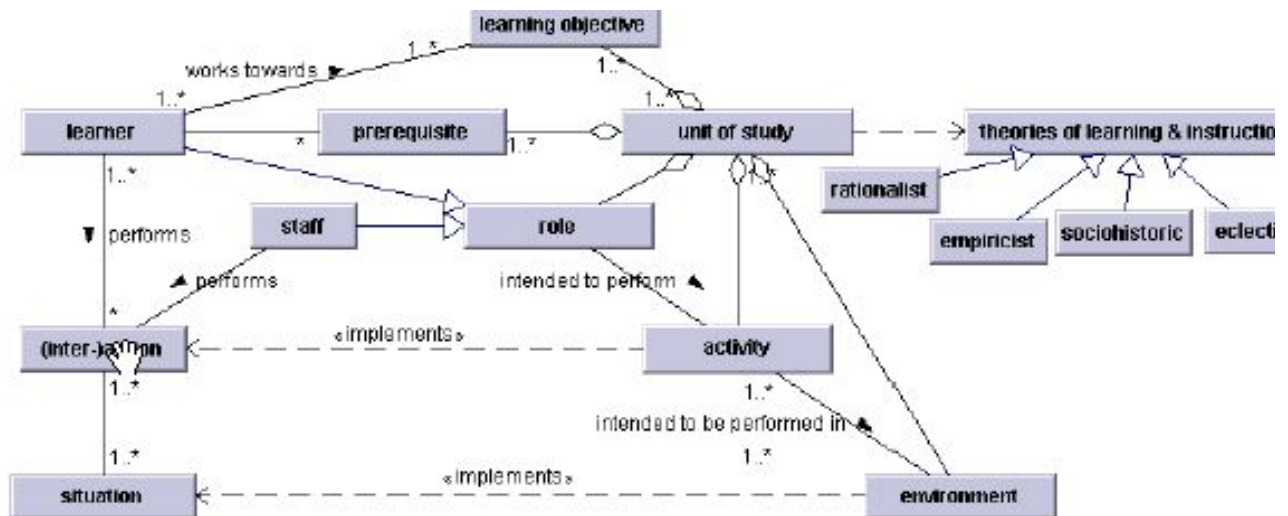 learning objective
1..*
works towards
1..*
1..*
1..*
learner
*
prerequisite
1..*
unit of study
theories of learning & instructio
1..*
rationalist
staff
role
empiricist
sociohistoric
eclecti
performs
performs
intended to perform
*
«implements»
(inter-)
activity
1..*
1..*
intended to be performed in
1..*
1..*
«implements»
situation
environment